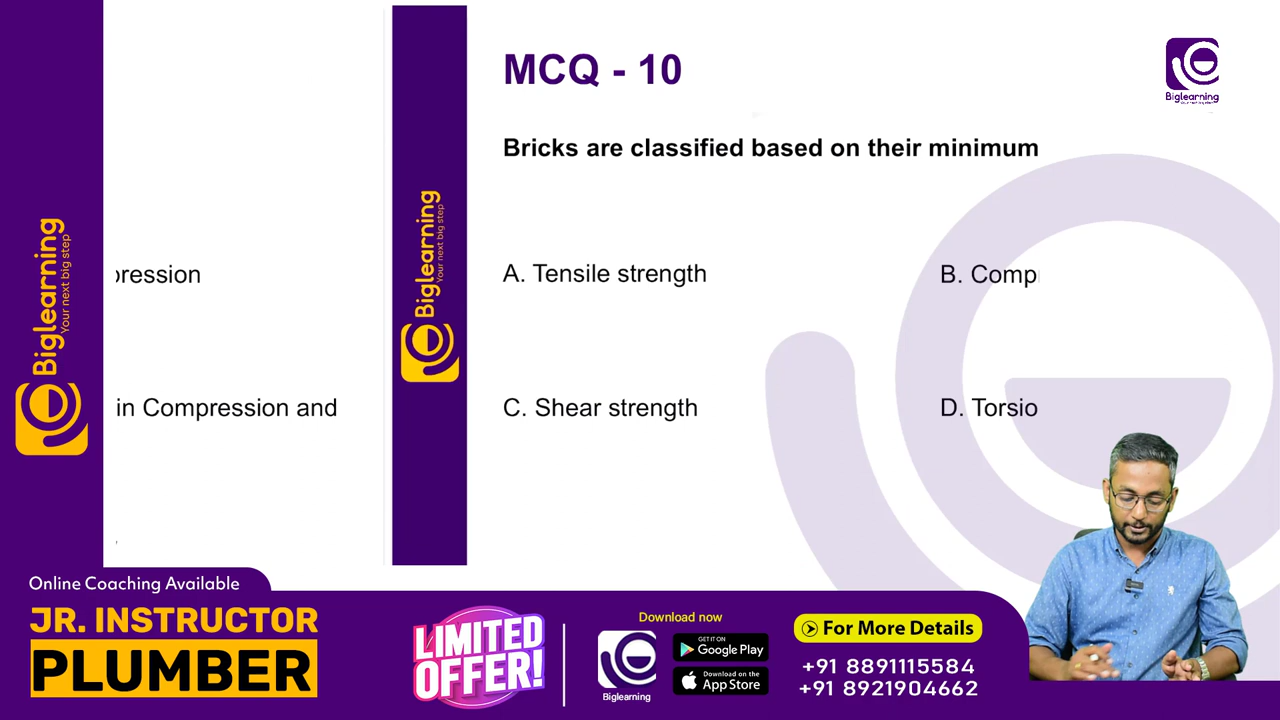 MCQ - 10
Biglearning
Bricks are classified based on their minimum
Biglearning
Your next big step
Biglearning
Your next big step
pression
A. Tensile strength
B. Comp
in Compression and
C. Shear strength
D. Torsio
Online Coaching Available
JR. INSTRUCTOR
PLUMBER
LIMITED
OFFER!
Download now
GET IT ON
Google Play
Download on the
App Store
Biglearning
For More Details
+91 8891115584
+91 8921904662